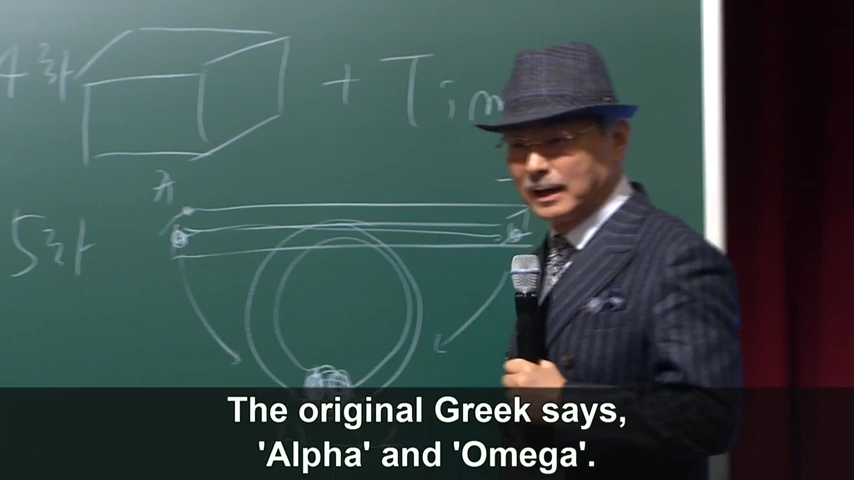 4차
+ Tim
A
5차
The original Greek says,
'Alpha' and 'Omega'.